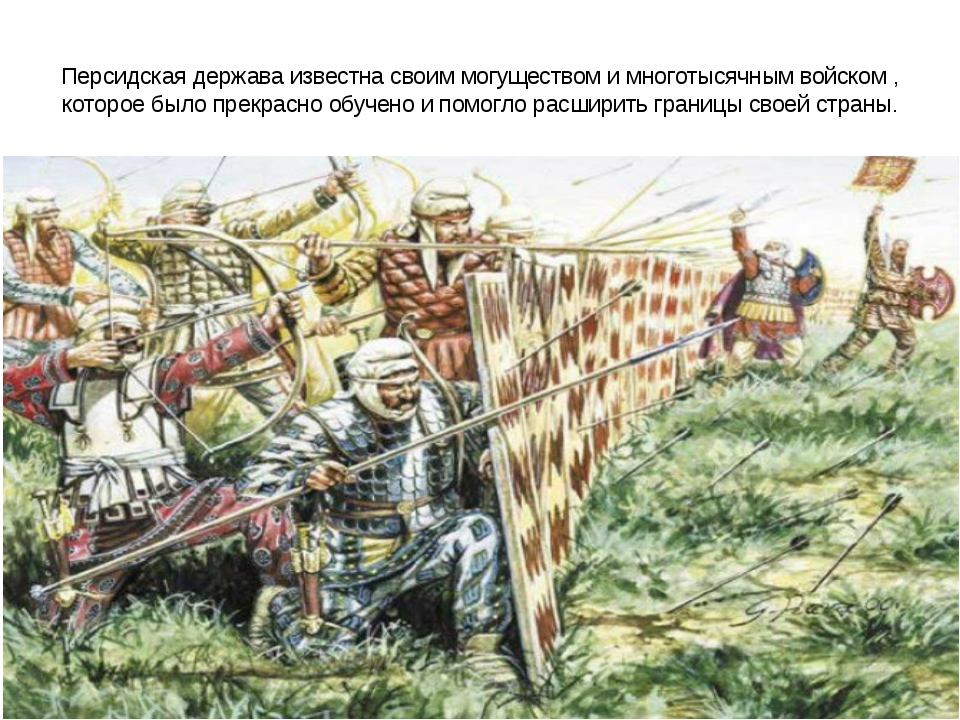 Персидская держава известна своим могуществом и многотысячным войском ,
которое было прекрасно обучено и помогло расширить границы своей страны.